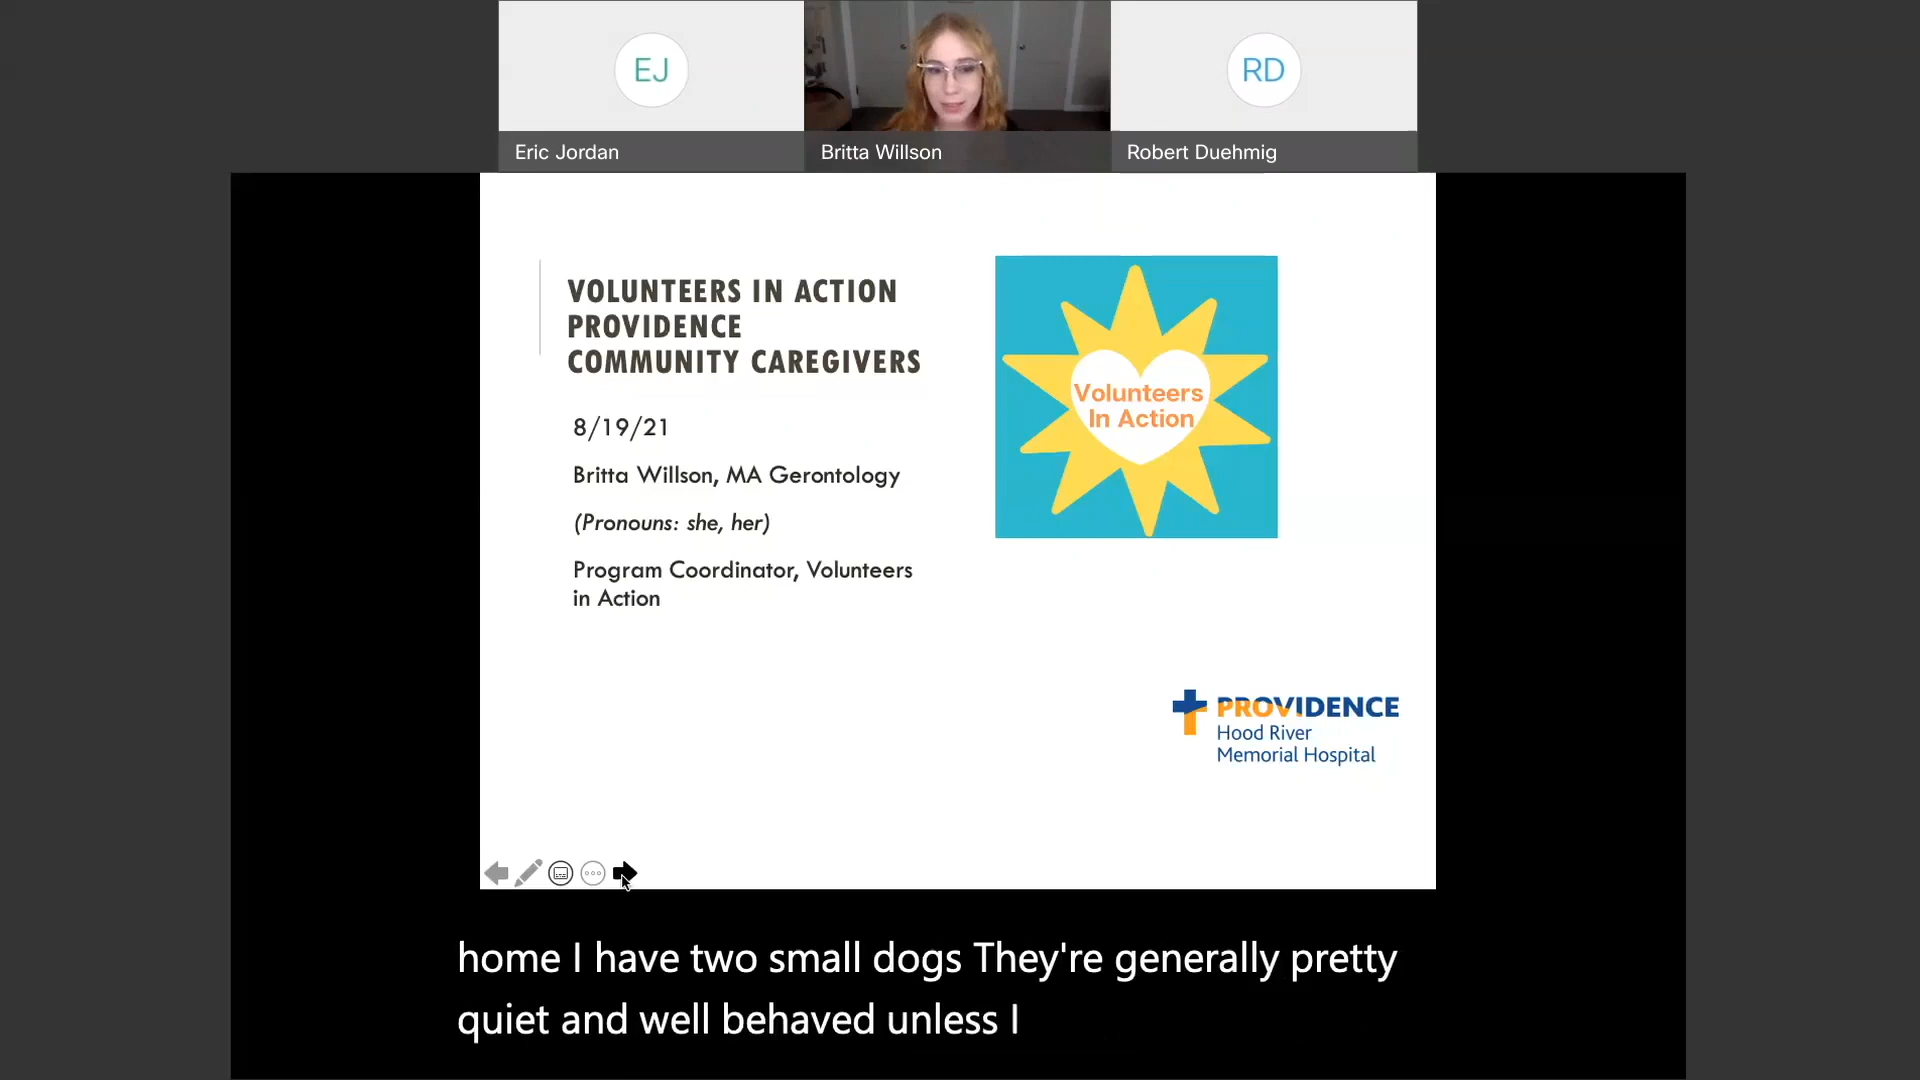 EJ
RD
Eric Jordan
Britta Willson
Robert Duehmig
VOLUNTEERS IN ACTION
PROVIDENCE
COMMUNITY CAREGIVERS
8/19/21
Britta Willson, MA Gerontology
(Pronouns: she, her)
Program Coordinator, Volunteers
in Action
Volunteers
In Action
PROVIDENCE
Hood River
Memorial Hospital
home I have two small dogs They're generally pretty
quiet and well behaved unless I